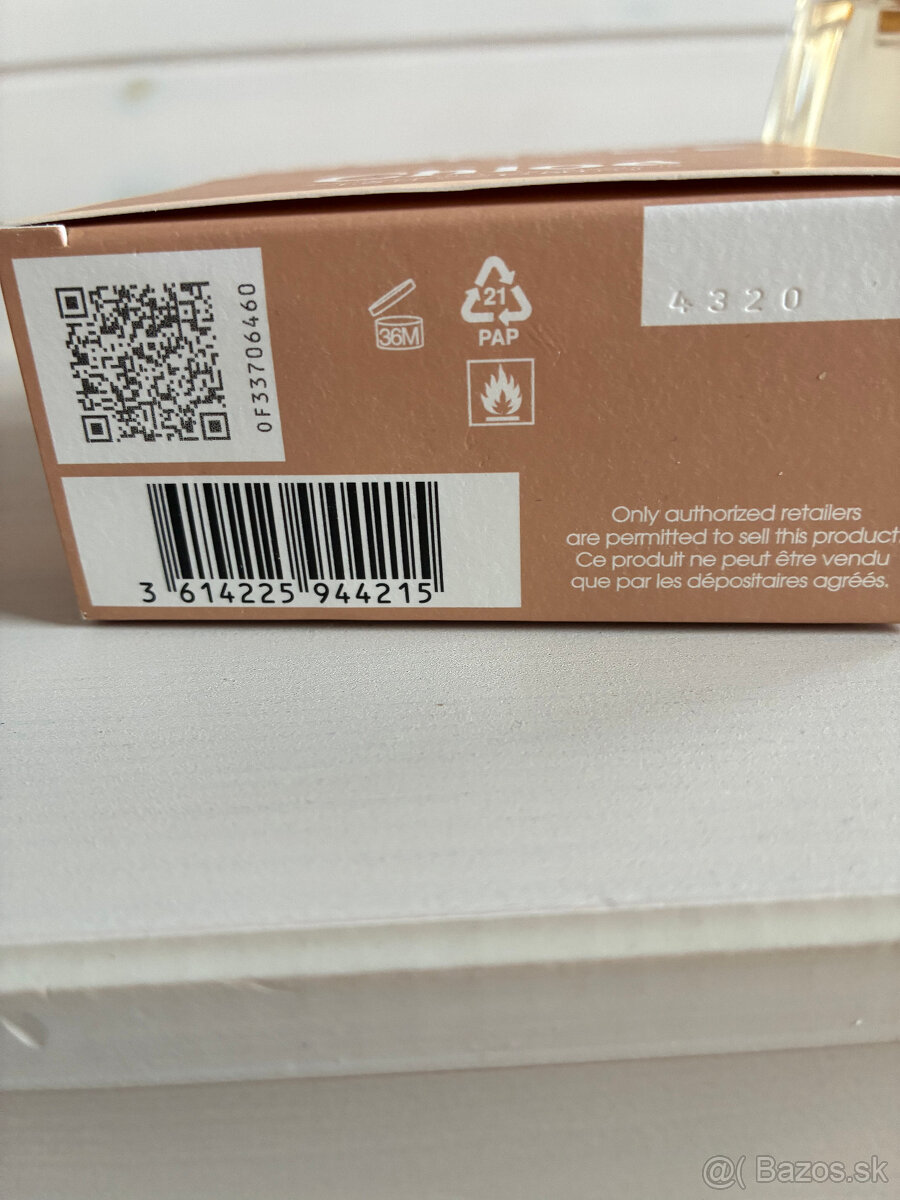 Chloé
0F33706460
36M
21
PAP
4320
3 614225 944215
Only authorized retailers
are permitted to sell this product.
Ce produit ne peut être vendu
que par les dépositaires agréés.
@( Bazos.sk